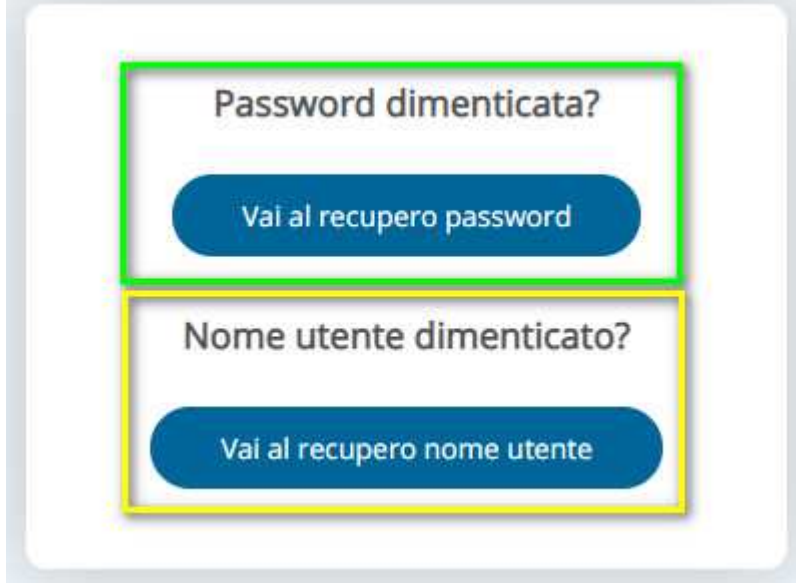 Password dimenticata?
Vai al recupero password
Nome utente dimenticato?
Vai al recupero nome utente